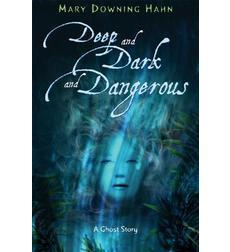 MARY DOWNING HAHN
Deep and
Dark
and
Dangerous
A Ghost Story